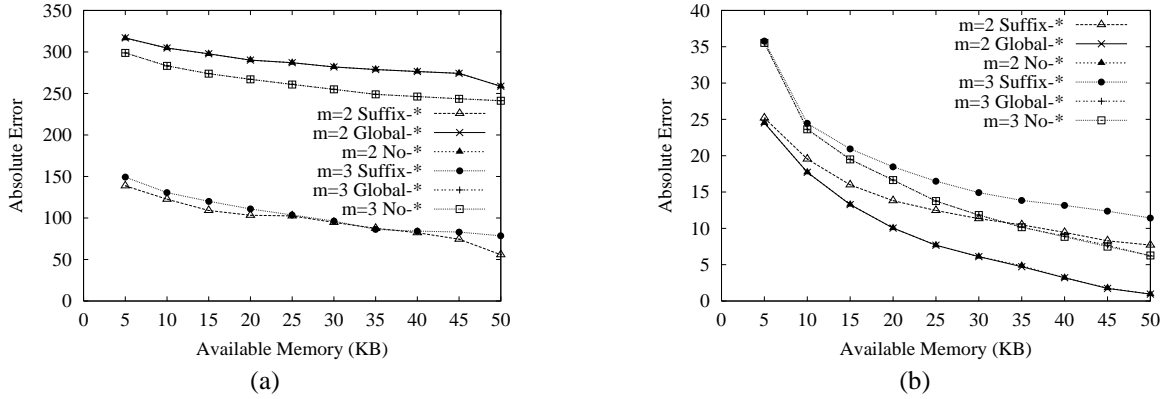 350
300
250
200
150
100
50
0
Absolute Error
m=2 Suffix-*
m=2 Global-*
m=2 No-*
m=3 Suffix-*
m=3 Global-*
m=3 No-*
0 5 10 15 20 25 30 35 40 45 50
Available Memory (KB)
(a)
40
35
30
25
20
15
10
5
0
Absolute Error
m=2 Suffix-*
m=2 Global-*
m=2 No-*
m=3 Suffix-*
m=3 Global-*
m=3 No-*
0 5 10 15 20 25 30 35 40 45 50
Available Memory (KB)
(b)